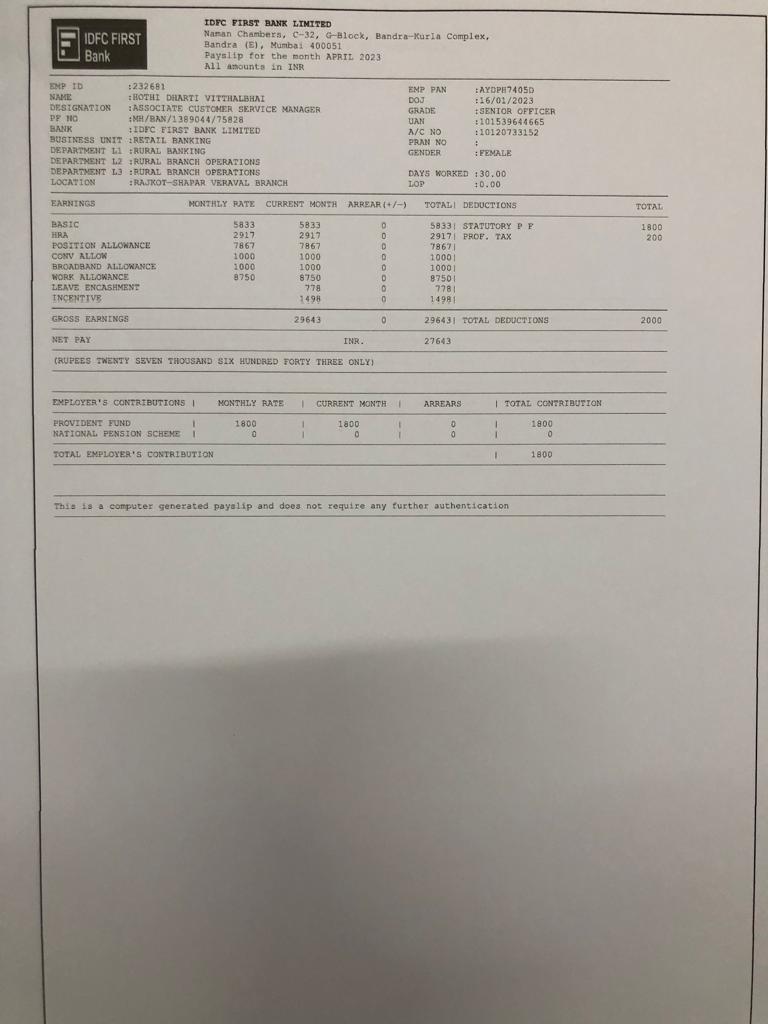 IDFC FIRST
Bank
IDFC FIRST BANK LIMITED
Naman Chambers, C-32, G-Block, Bandra-Kurla Complex,
Bandra (E), Mumbai 400051
Payslip for the month APRIL 2023
All amounts in INR
EMP ID :232681
NAME :HOTHI DHARTI VITTHALBHAI
DESIGNATION :ASSOCIATE CUSTOMER SERVICE MANAGER
PF NO :MH/BAN/1389044/75828
BANK :IDFC FIRST BANK LIMITED
BUSINESS UNIT :RETAIL BANKING
DEPARTMENT L1 :RURAL BANKING
DEPARTMENT L2 :RURAL BRANCH OPERATIONS
DEPARTMENT L3 :RURAL BRANCH OPERATIONS
LOCATION :RAJKOT-SHAPAR VERAVAL BRANCH
EMP PAN :AYDPH7405D
DOJ :16/01/2023
GRADE :SENIOR OFFICER
UAN :101539644665
A/C NO :10120733152
PRAN NO :
GENDER :FEMALE
DAYS WORKED :30.00
LOP :0.00
EARNINGS MONTHLY RATE CURRENT MONTH ARREAR(+/-) TOTAL| DEDUCTIONS TOTAL
BASIC 5833 5833 0 5833| STATUTORY P F 1800
HRA 2917 2917 0 2917| PROF. TAX 200
POSITION ALLOWANCE 7867 7867 0 7867|
CONV ALLOW 1000 1000 0 1000|
BROADBAND ALLOWANCE 1000 1000 0 1000|
WORK ALLOWANCE 8750 8750 0 8750|
LEAVE ENCASHMENT 778 0 778|
INCENTIVE 1498 0 1498|
GROSS EARNINGS 29643 0 29643| TOTAL DEDUCTIONS 2000
NET PAY INR. 27643
(RUPEES TWENTY SEVEN THOUSAND SIX HUNDRED FORTY THREE ONLY)
EMPLOYER'S CONTRIBUTIONS | MONTHLY RATE | CURRENT MONTH | ARREARS | TOTAL CONTRIBUTION
PROVIDENT FUND | 1800 | 1800 | 0 | 1800
NATIONAL PENSION SCHEME | 0 | 0 | 0 | 0
TOTAL EMPLOYER'S CONTRIBUTION | 1800
This is a computer generated payslip and does not require any further authentication